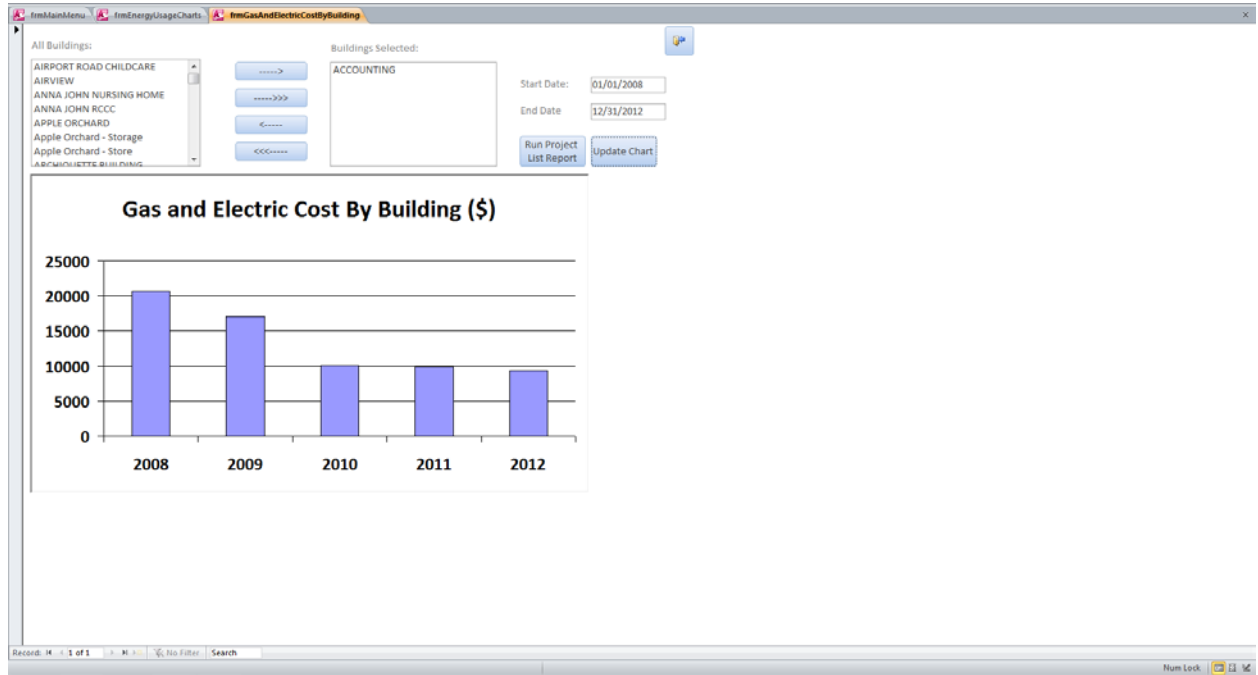 frmMainMenu frmEnergyUsageCharts frmGasAndElectricCostByBuilding x
All Buildings:
AIRPORT ROAD CHILDCARE
AIRVIEW
ANNA JOHN NURSING HOME
ANNA JOHN RCCC
APPLE ORCHARD
Apple Orchard - Storage
Apple Orchard - Store
ARCHIQUETTE BUILDING
----->
----->>>
<-----
<<<-----
Buildings Selected:
ACCOUNTING
Start Date: 01/01/2008
End Date 12/31/2012
Run Project
List Report
Update Chart
Gas and Electric Cost By Building ($)
25000
20000
15000
10000
5000
0
2008 2009 2010 2011 2012
Record: 1 of 1 No Filter Search
Num Lock